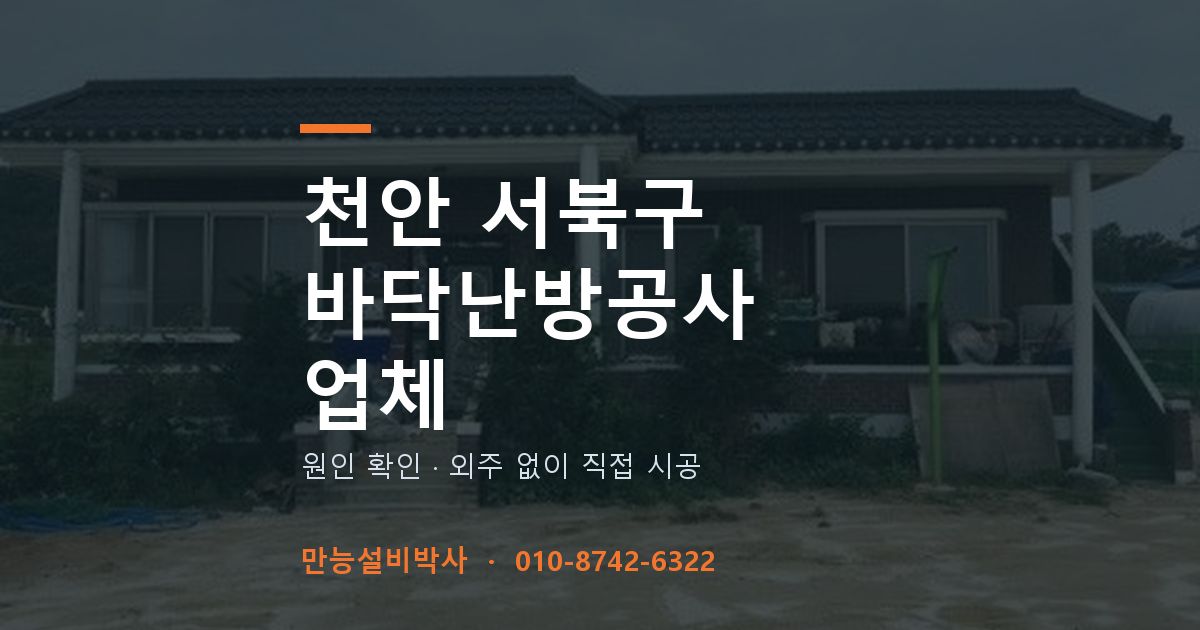 천안 서북구
바닥난방공사
업체
원인 확인 · 외주 없이 직접 시공
만능설비박사 · 010-8742-6322